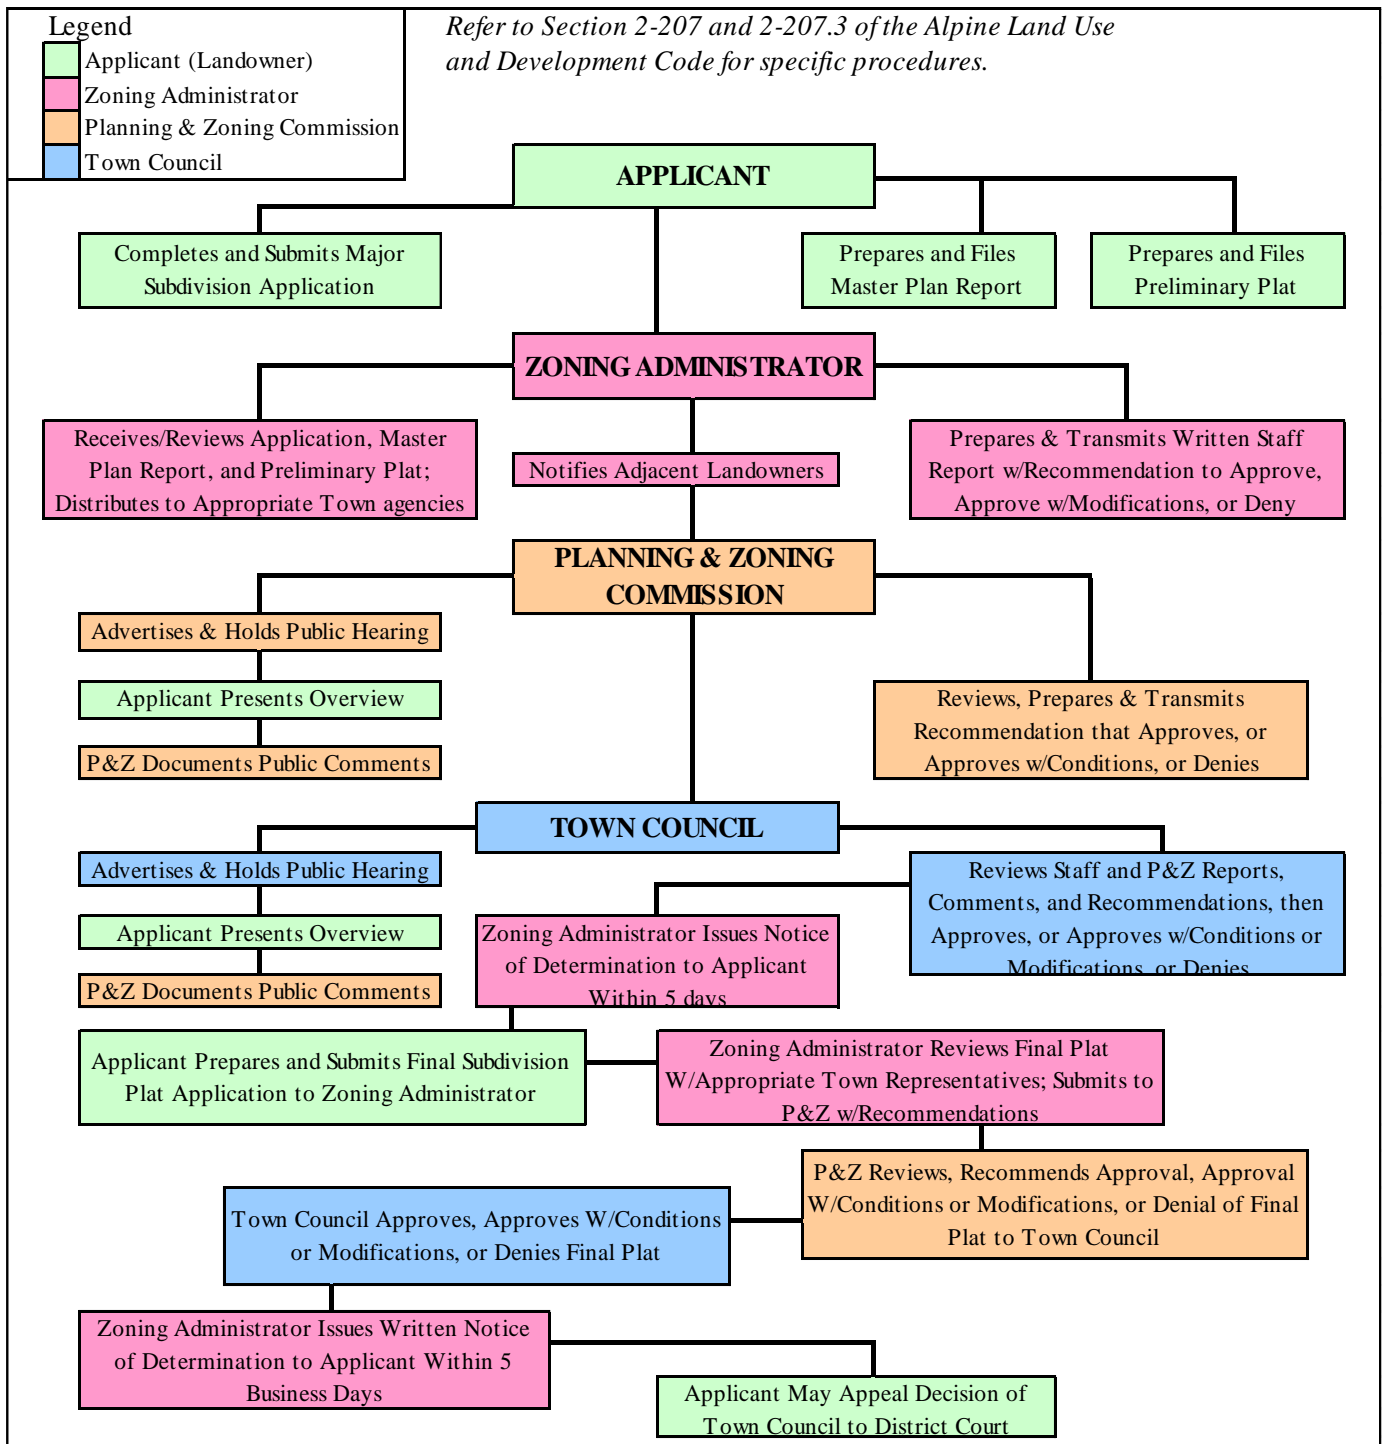 Legend
Applicant (Landowner)
Zoning Administrator
Planning & Zoning Commission
Town Council
Refer to Section 2-207 and 2-207.3 of the Alpine Land Use
and Development Code for specific procedures.
APPLICANT
Completes and Submits Major
Subdivision Application
Prepares and Files
Master Plan Report
Prepares and Files
Preliminary Plat
ZONING ADMINISTRATOR
Receives/Reviews Application, Master
Plan Report, and Preliminary Plat;
Distributes to Appropriate Town agencies
Notifies Adjacent Landowners
Prepares & Transmits Written Staff
Report w/Recommendation to Approve,
Approve w/Modifications, or Deny
PLANNING & ZONING
COMMISSION
Advertises & Holds Public Hearing
Applicant Presents Overview
P&Z Documents Public Comments
Reviews, Prepares & Transmits
Recommendation that Approves, or
Approves w/Conditions, or Denies
TOWN COUNCIL
Advertises & Holds Public Hearing
Applicant Presents Overview
P&Z Documents Public Comments
Reviews Staff and P&Z Reports,
Comments, and Recommendations, then
Approves, or Approves w/Conditions or
Modifications, or Denies
Zoning Administrator Issues Notice
of Determination to Applicant
Within 5 days
Applicant Prepares and Submits Final Subdivision
Plat Application to Zoning Administrator
Zoning Administrator Reviews Final Plat
W/Appropriate Town Representatives; Submits to
P&Z w/Recommendations
P&Z Reviews, Recommends Approval, Approval
W/Conditions or Modifications, or Denial of Final
Plat to Town Council
Town Council Approves, Approves W/Conditions
or Modifications, or Denies Final Plat
Zoning Administrator Issues Written Notice
of Determination to Applicant Within 5
Business Days
Applicant May Appeal Decision of
Town Council to District Court